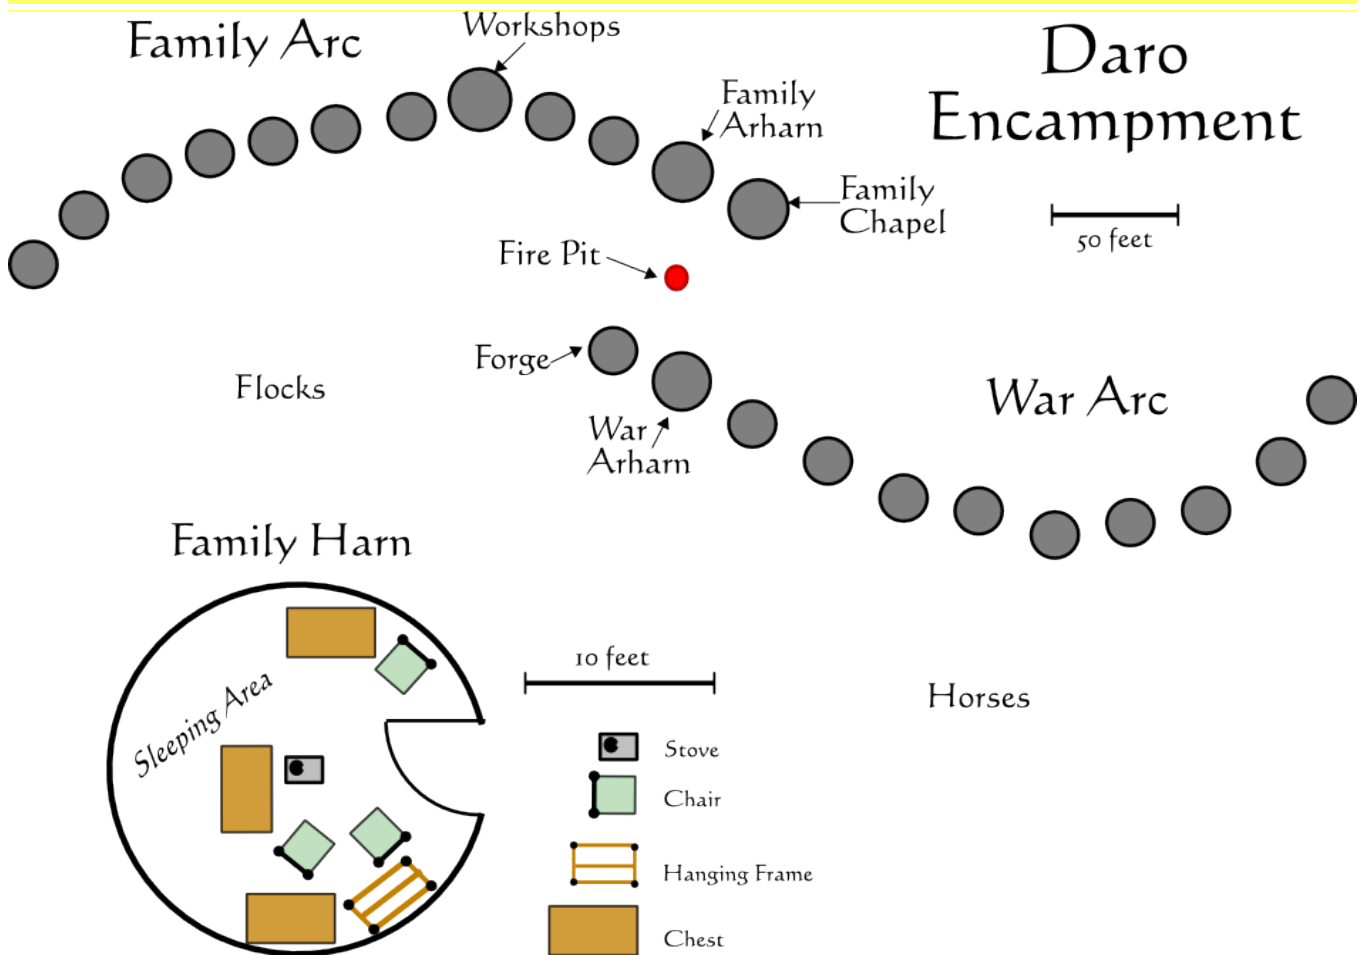 Family Arc
Workshops
Daro
Encampment
Family
Arharn
Family
Chapel
50 feet
Fire Pit
Forge
Flocks
War Arc
War
Arharn
Family Harn
10 feet
Sleeping Area
Horses
Stove
Chair
Hanging Frame
Chest